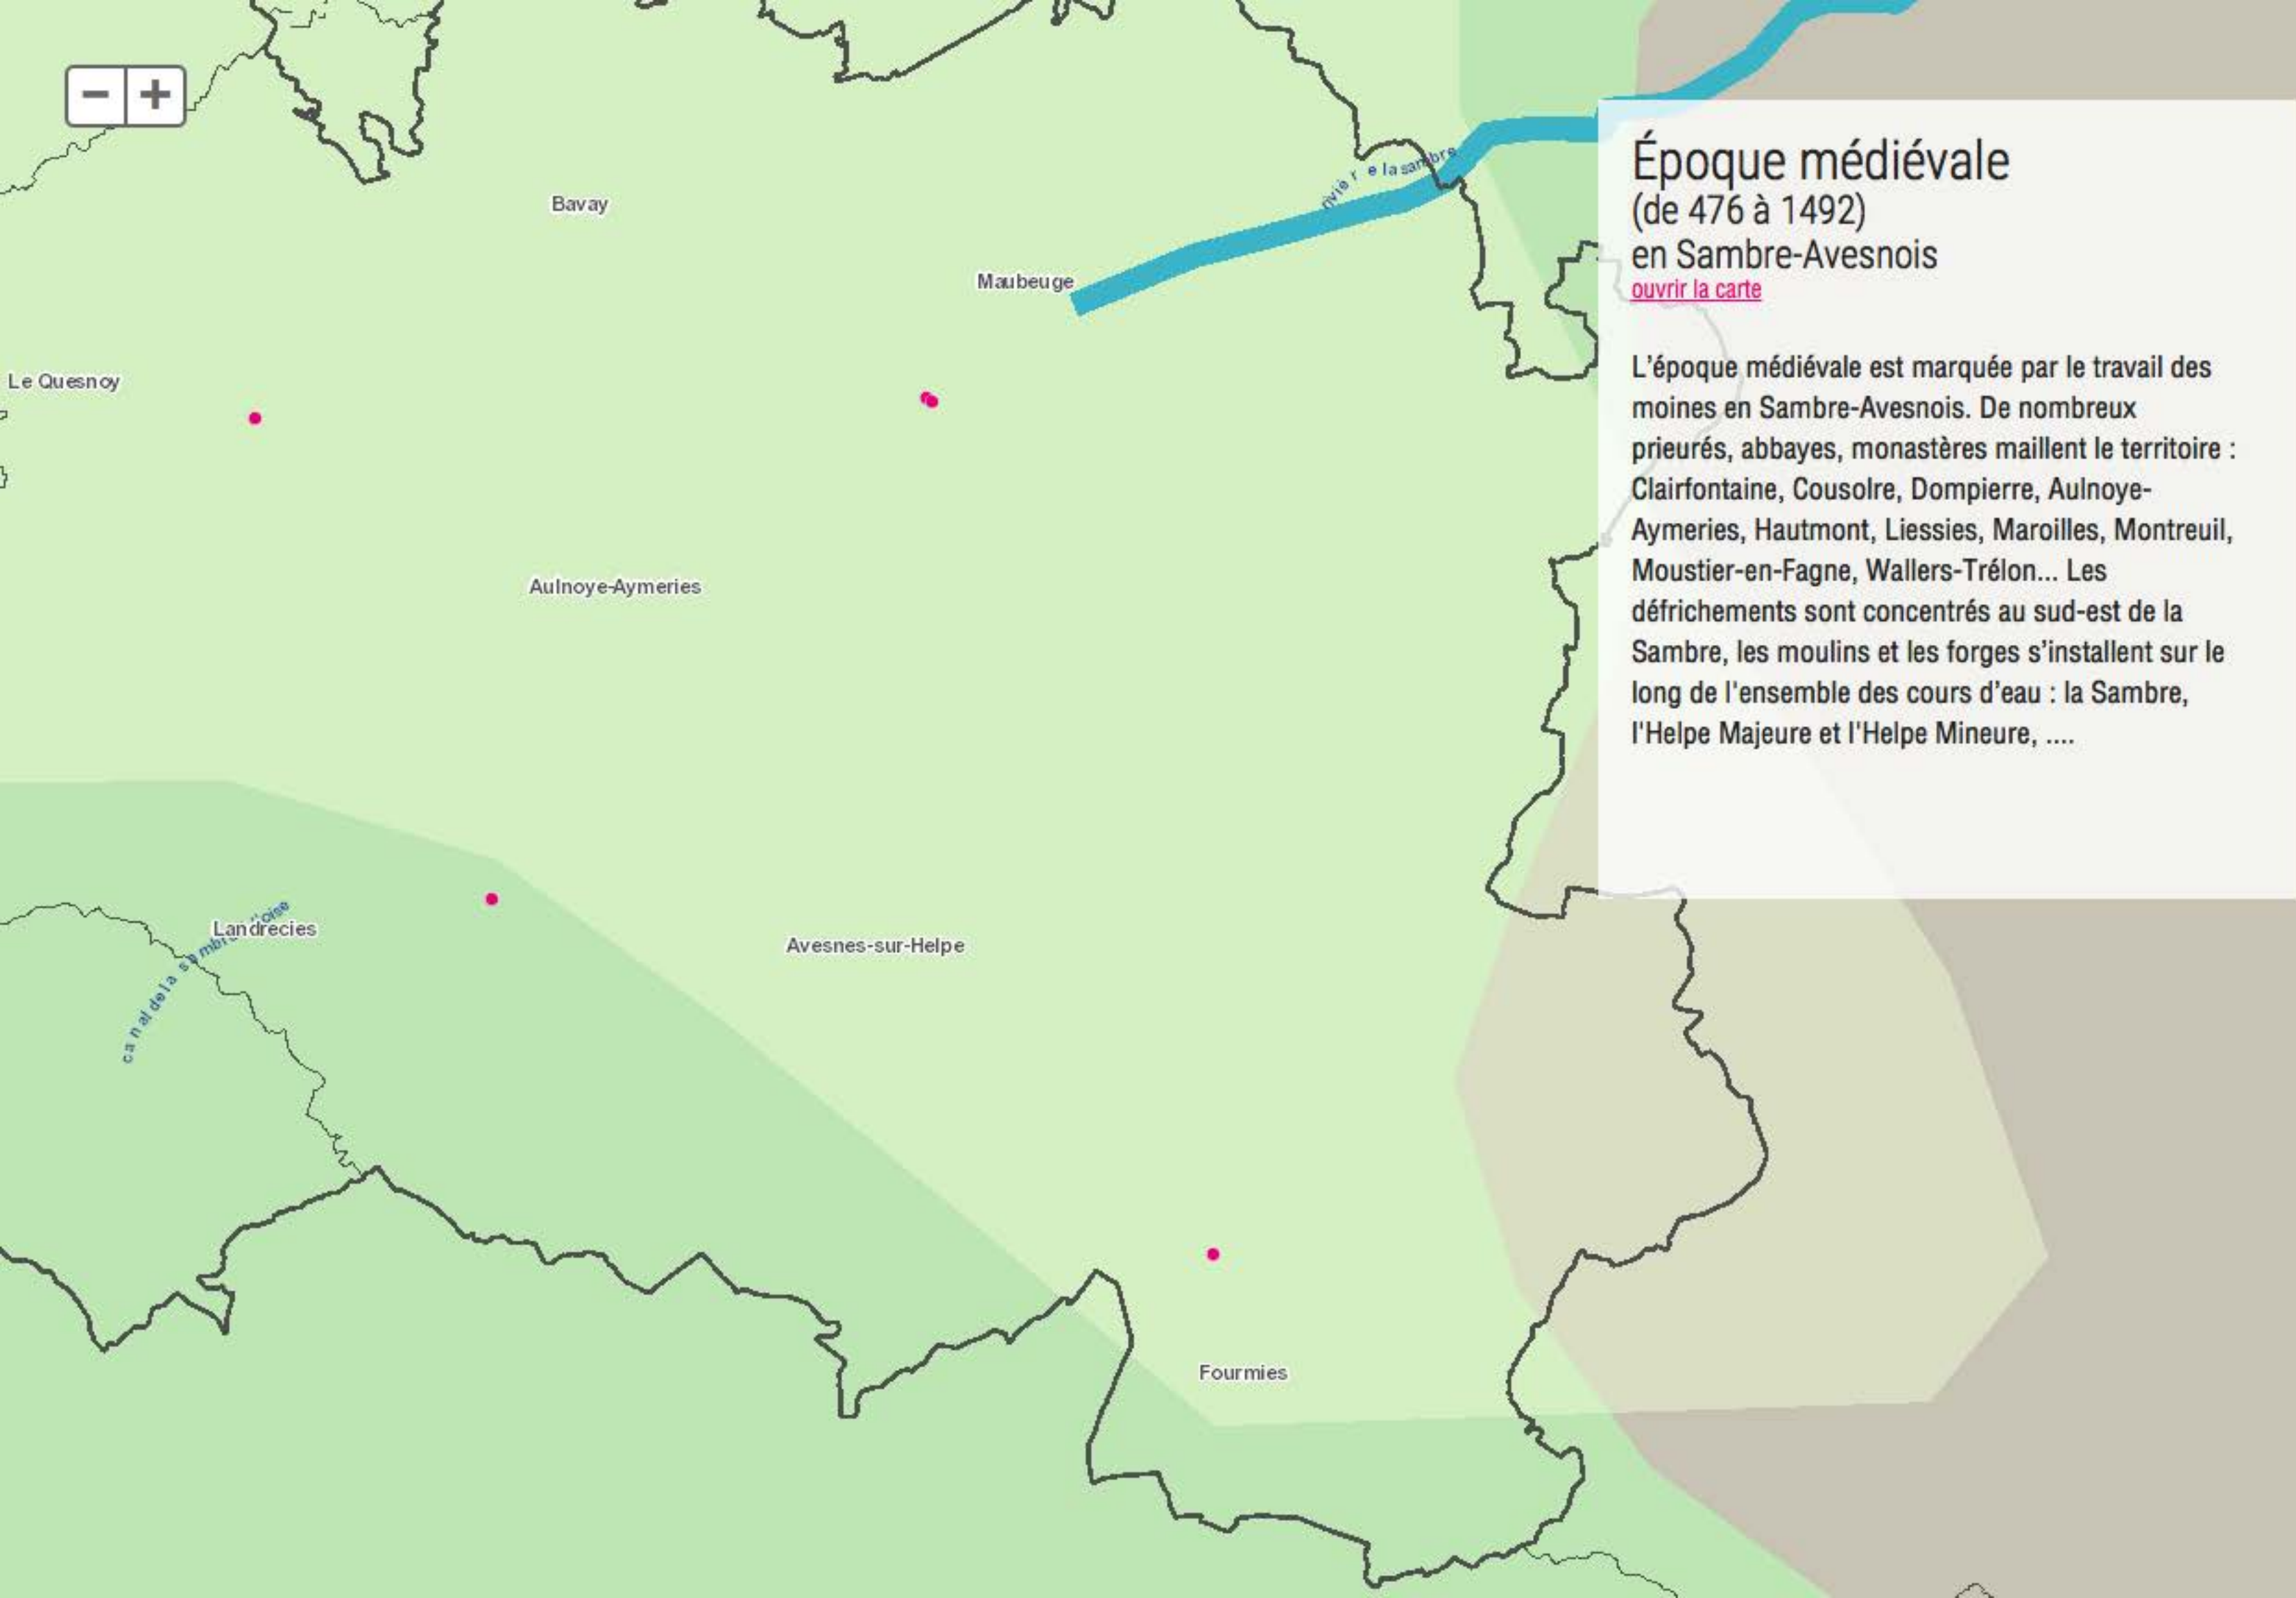 − +
Époque médiévale
(de 476 à 1492)
en Sambre-Avesnois
ouvrir la carte
L'époque médiévale est marquée par le travail des
moines en Sambre-Avesnois. De nombreux
prieurés, abbayes, monastères maillent le territoire :
Clairfontaine, Cousolre, Dompierre, Aulnoye-
Aymeries, Hautmont, Liessies, Maroilles, Montreuil,
Moustier-en-Fagne, Wallers-Trélon... Les
défrichements sont concentrés au sud-est de la
Sambre, les moulins et les forges s'installent sur le
long de l'ensemble des cours d'eau : la Sambre,
l'Helpe Majeure et l'Helpe Mineure, ....
la sambre
Bavay
Maubeuge
Le Quesnoy
Aulnoye-Aymeries
Landrecies
canal de la sambre
Avesnes-sur-Helpe
Fourmies